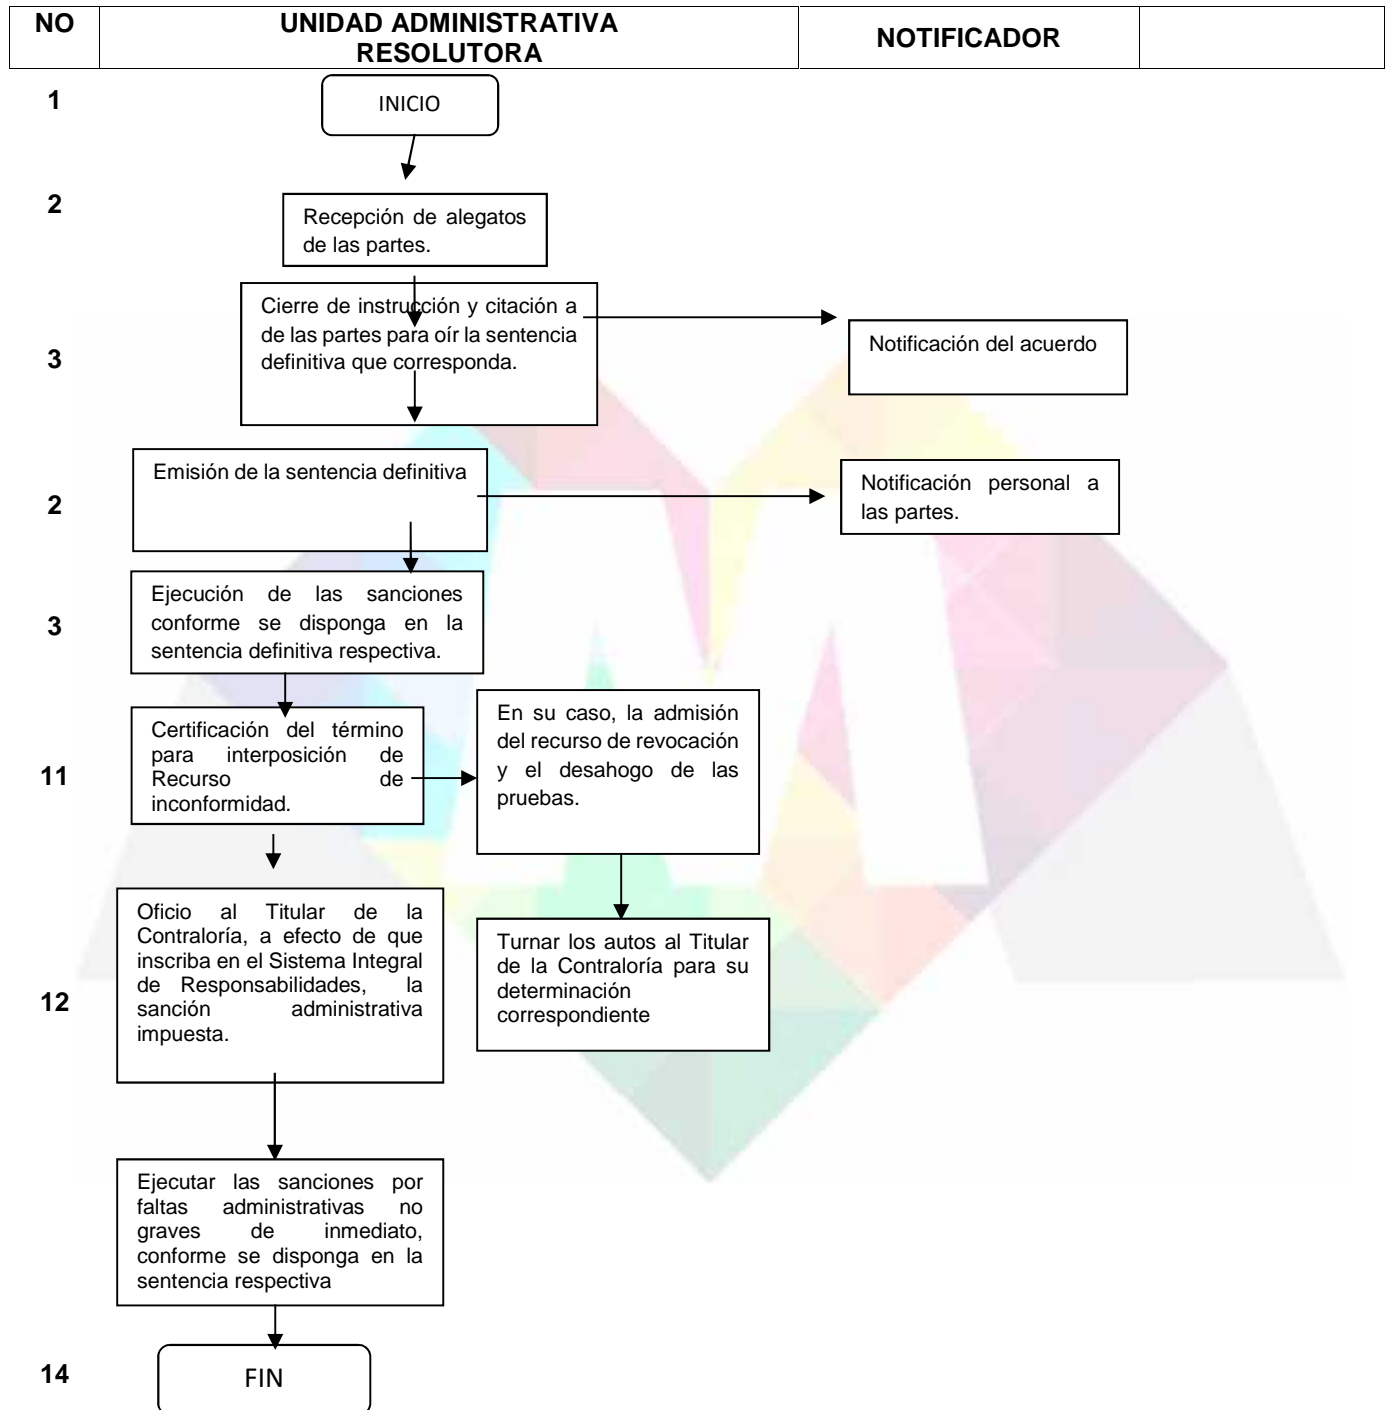 NO
UNIDAD ADMINISTRATIVA
RESOLUTORA
NOTIFICADOR
1
INICIO
2
Recepción de alegatos
de las partes.
3
Cierre de instrucción y citación a
de las partes para oír la sentencia
definitiva que corresponda.
Notificación del acuerdo
2
Emisión de la sentencia definitiva
Notificación personal a
las partes.
3
Ejecución de las sanciones
conforme se disponga en la
sentencia definitiva respectiva.
11
Certificación del término
para interposición de
Recurso de
inconformidad.
En su caso, la admisión
del recurso de revocación
y el desahogo de las
pruebas.
12
Oficio al Titular de la
Contraloría, a efecto de que
inscriba en el Sistema Integral
de Responsabilidades, la
sanción administrativa
impuesta.
Turnar los autos al Titular
de la Contraloría para su
determinación
correspondiente
Ejecutar las sanciones por
faltas administrativas no
graves de inmediato,
conforme se disponga en la
sentencia respectiva
14
FIN